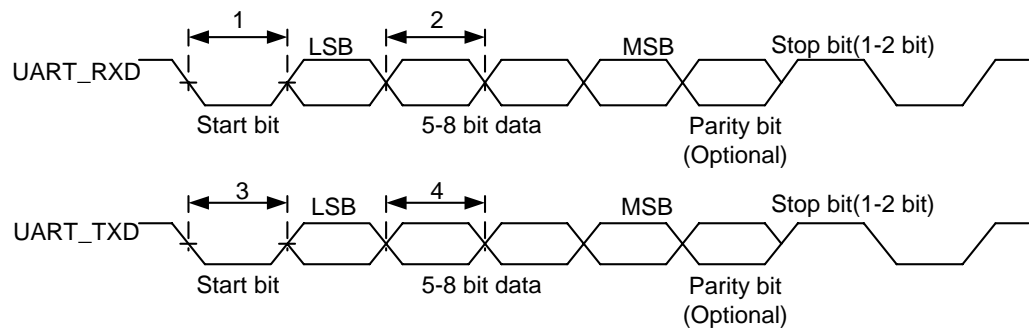 1
2
LSB
MSB
Stop bit(1-2 bit)
UART_RXD
Start bit
5-8 bit data
Parity bit
(Optional)
3
4
LSB
MSB
Stop bit(1-2 bit)
UART_TXD
Start bit
5-8 bit data
Parity bit
(Optional)